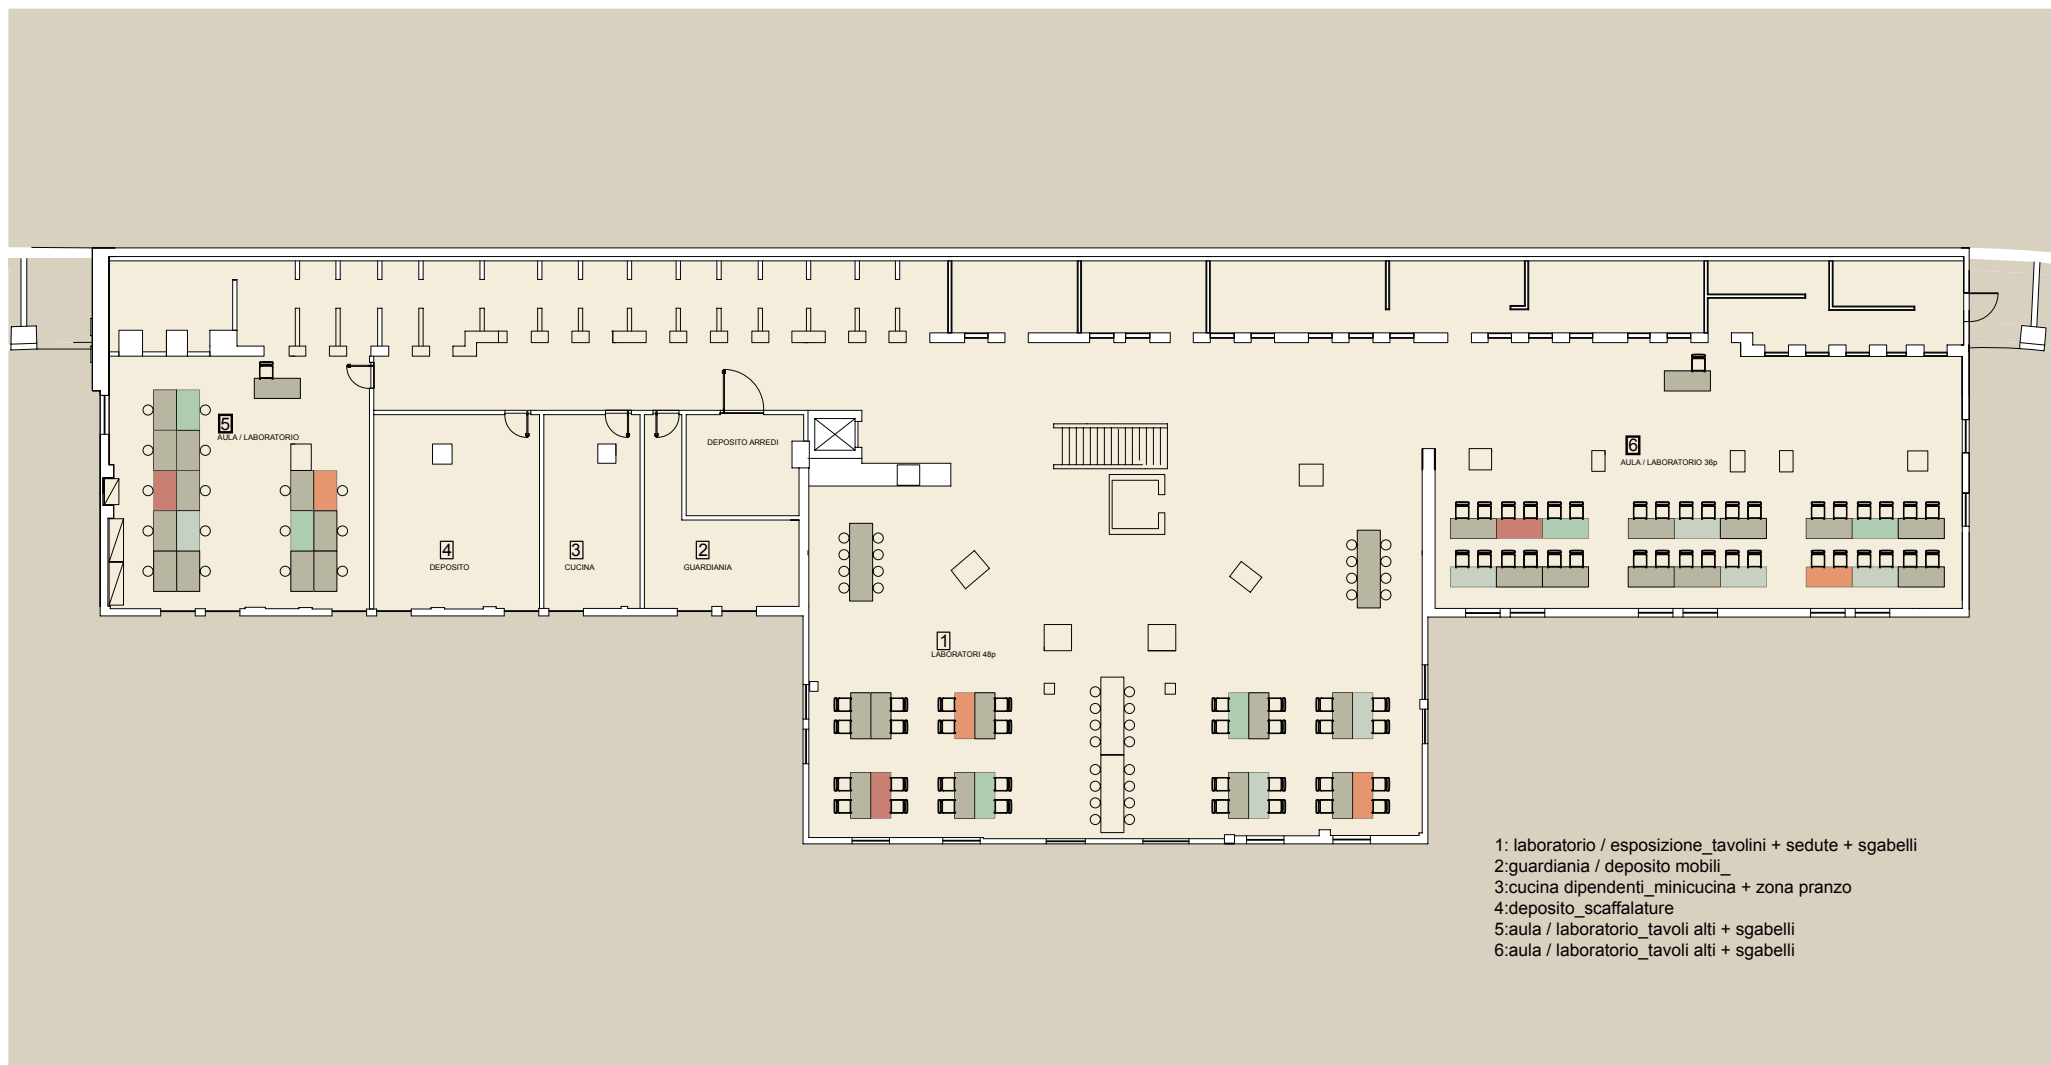 5
AULA / LABORATORIO
DEPOSITO ARREDI
6
AULA / LABORATORIO 36p
4
DEPOSITO
3
CUCINA
2
GUARDIANIA
1
LABORATORI 48p
1: laboratorio / esposizione_tavolini + sedute + sgabelli
2:guardiania / deposito mobili_
3:cucina dipendenti_minicucina + zona pranzo
4:deposito_scaffalature
5:aula / laboratorio_tavoli alti + sgabelli
6:aula / laboratorio_tavoli alti + sgabelli